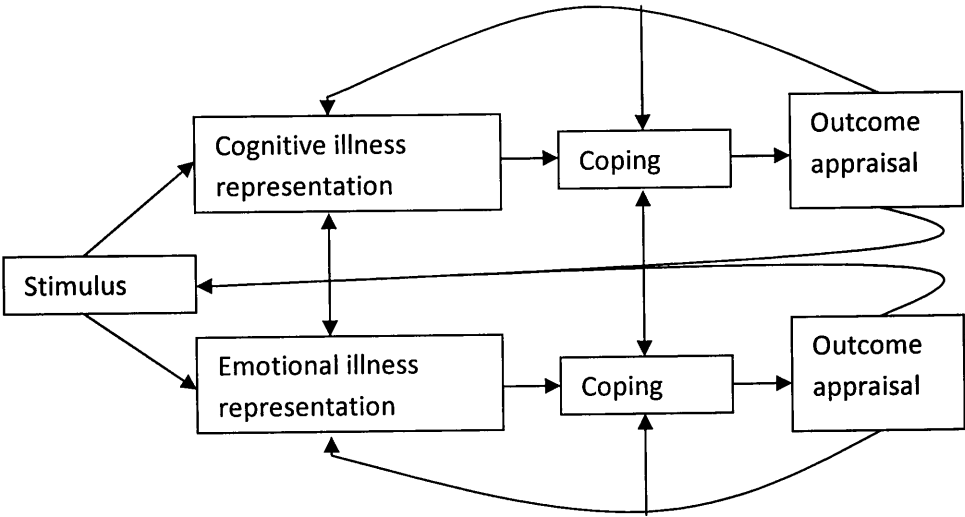 Cognitive illness
representation
Coping
Outcome
appraisal
Stimulus
Emotional illness
representation
Coping
Outcome
appraisal